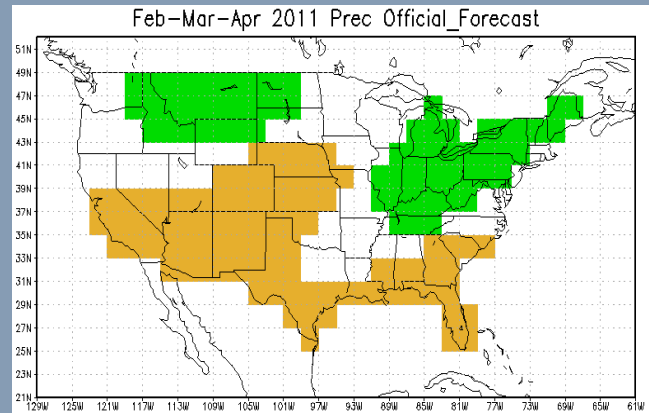 Feb-Mar-Apr 2011 Prec Official_Forecast
51N
49N
47N
45N
43N
41N
39N
37N
35N
33N
31N
29N
27N
25N
23N
21N
129W 125W 121W 117W 113W 109W 105W 101W 97W 93W 89W 85W 81W 77W 73W 69W 65W 61W